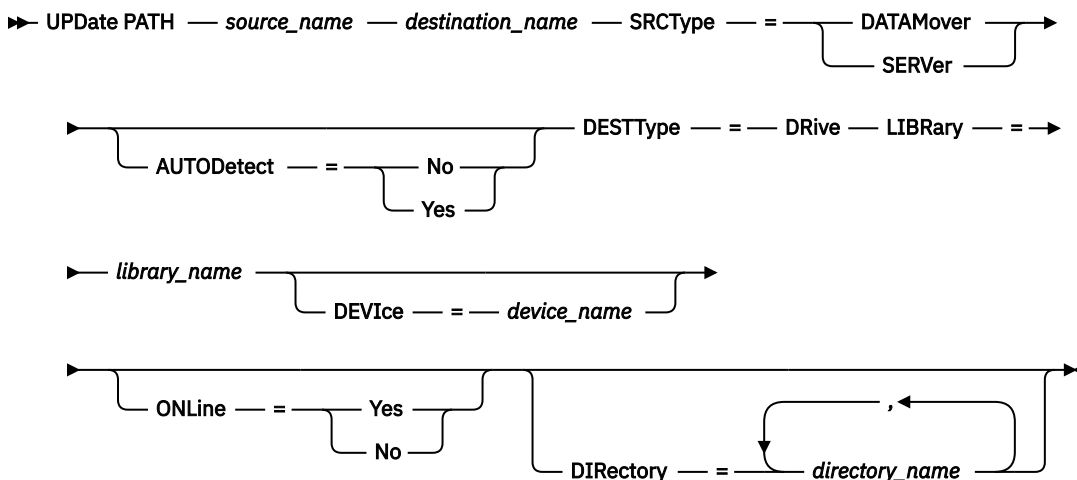 UPDate PATH source_name destination_name SRCType = DATAMover
SERVer
AUTODetect = No
Yes
DESTType = DRive LIBRary =
library_name
DEVIce = device_name
ONLine = Yes
No
DIRectory = directory_name
,